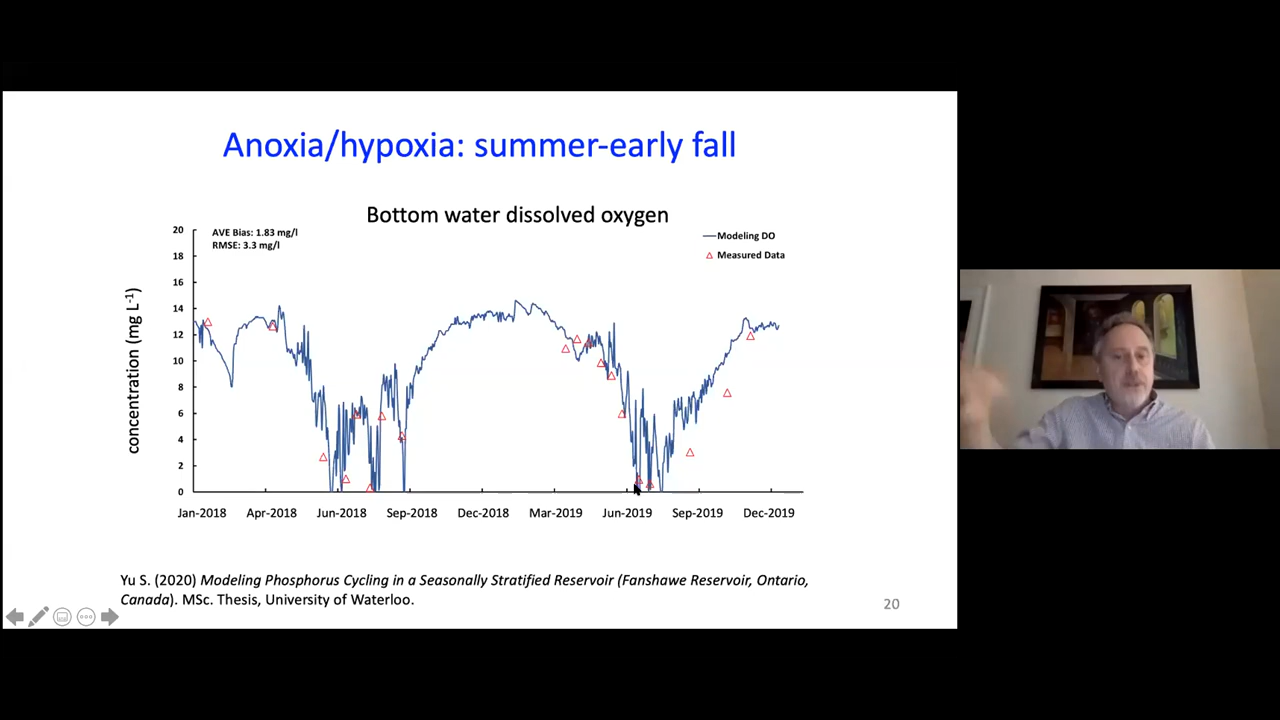 Anoxia/hypoxia: summer-early fall
Bottom water dissolved oxygen
AVE Bias: 1.83 mg/l
RMSE: 3.3 mg/l
Modeling DO
Measured Data
concentration (mg L-1)
20
18
16
14
12
10
8
6
4
2
0
Jan-2018 Apr-2018 Jun-2018 Sep-2018 Dec-2018 Mar-2019 Jun-2019 Sep-2019 Dec-2019
Yu S. (2020) Modeling Phosphorus Cycling in a Seasonally Stratified Reservoir (Fanshawe Reservoir, Ontario,
Canada). MSc. Thesis, University of Waterloo.
20